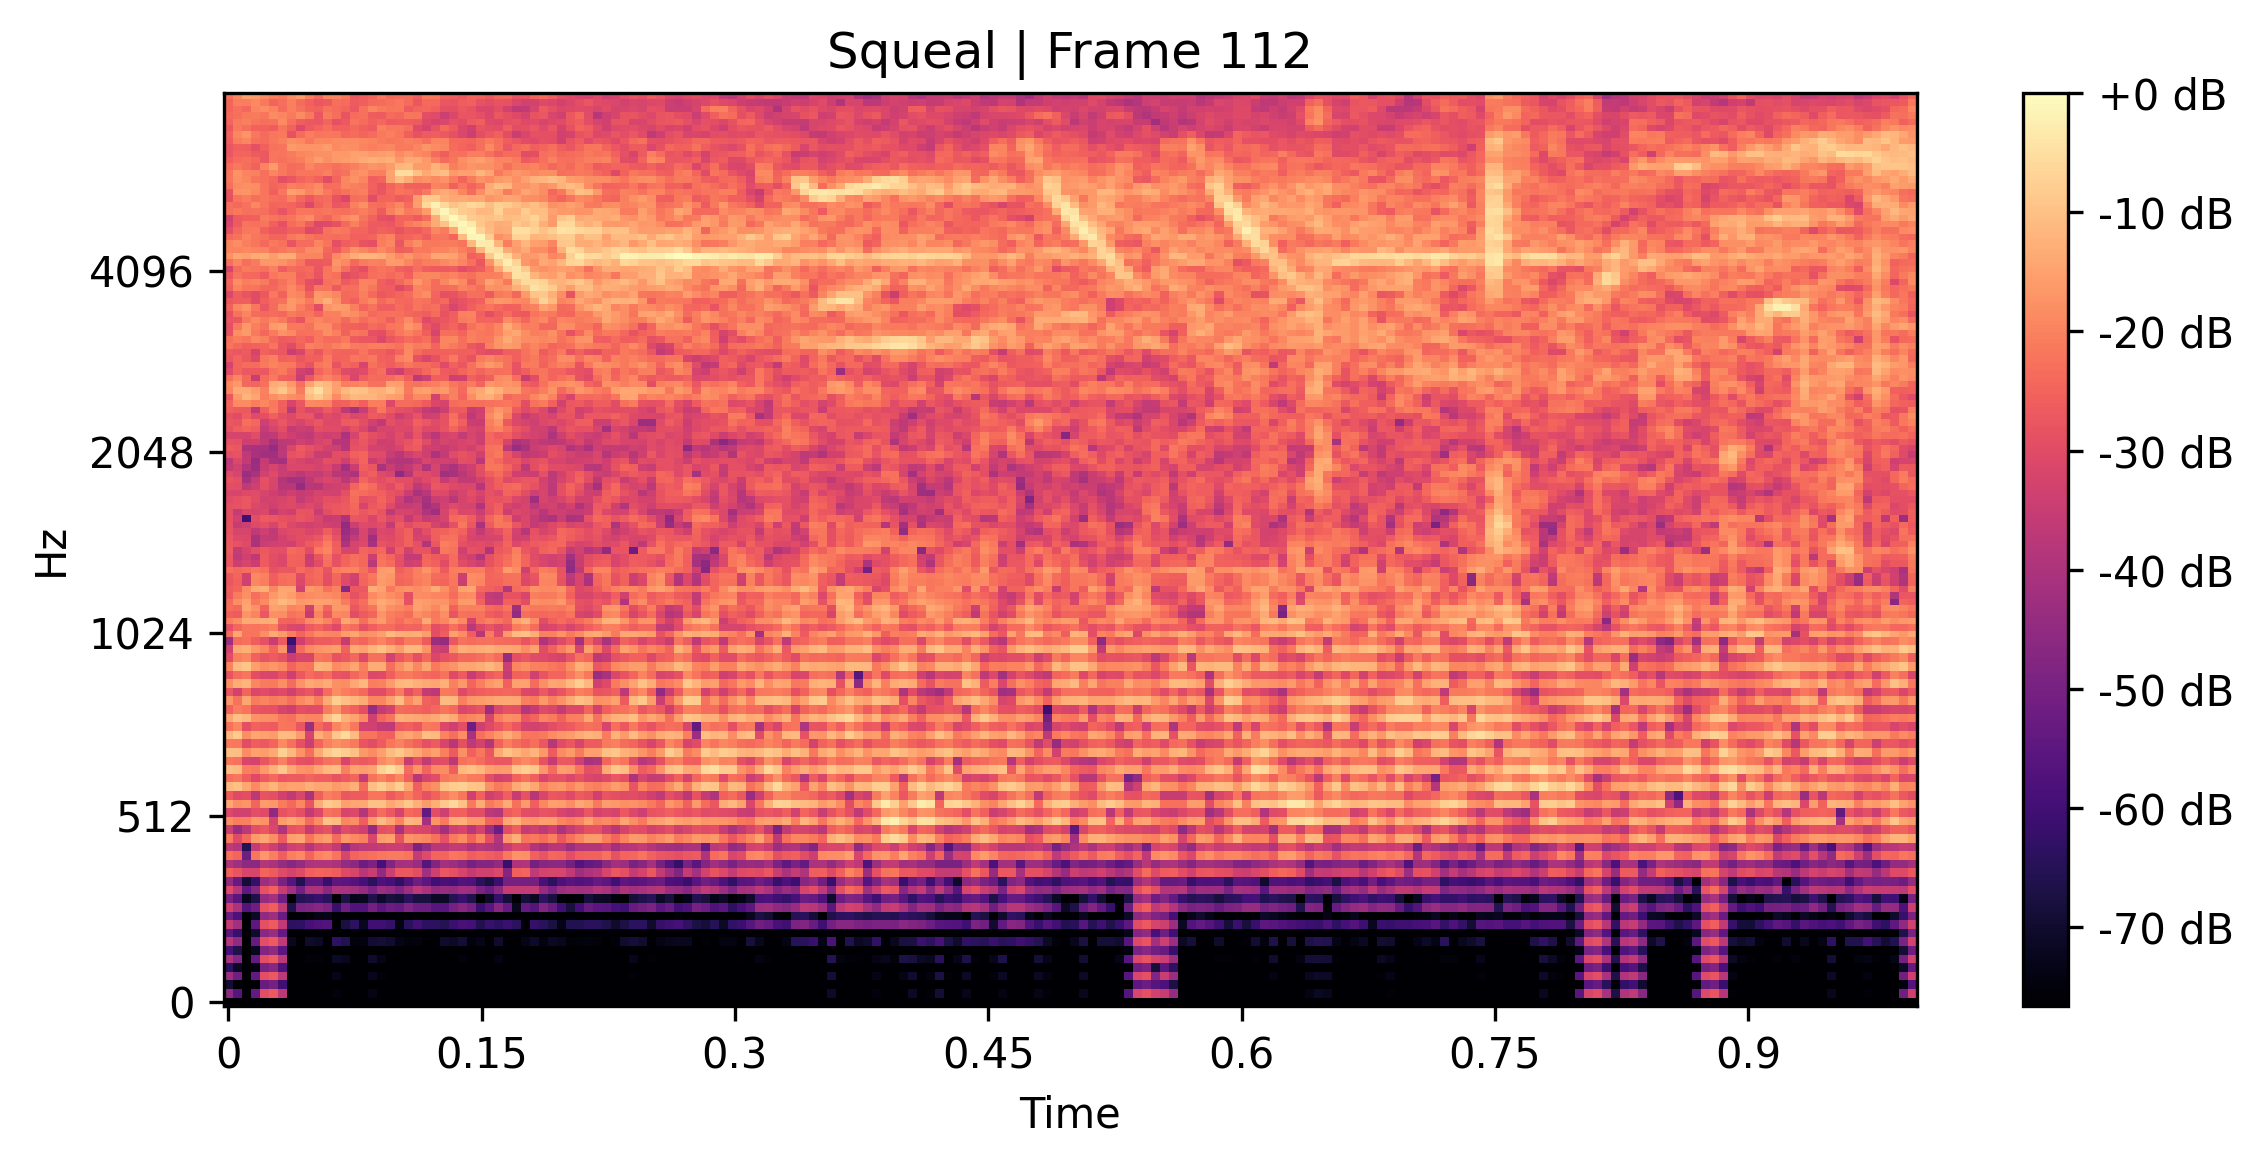 Squeal | Frame 112
+0 dB
-10 dB
-20 dB
-30 dB
-40 dB
-50 dB
-60 dB
-70 dB
Hz
4096
2048
1024
512
0
0 0.15 0.3 0.45 0.6 0.75 0.9
Time